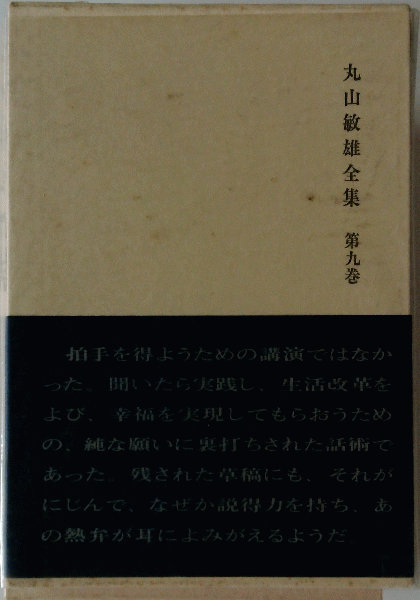 丸山敏雄全集 第九巻
拍手を得ようための講演ではなか
った。聞いたら実践し、生活改革を
よび、幸福を実現してもらおうため
の、純な願いに裏打ちされた話術で
あった。残された草稿にも、それが
にじんで、なぜか説得力を持ち、あ
の熱弁が耳によみがえるようだ